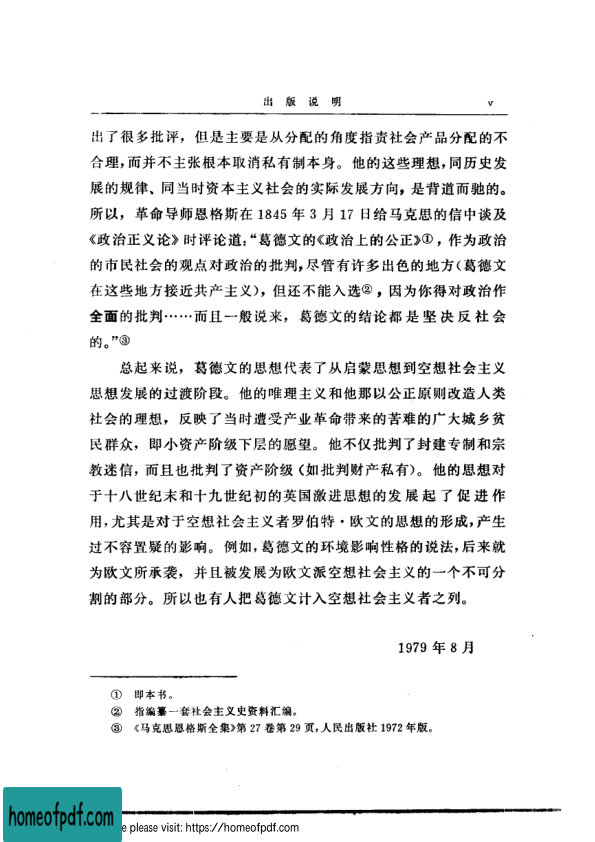 出版说明 v
出了很多批评，但是主要是从分配的角度指责社会产品分配的不
合理，而并不主张根本取消私有制本身。他的这些理想，同历史发
展的规律、同当时资本主义社会的实际发展方向，是背道而驰的。
所以，革命导师恩格斯在 1845 年 3 月 17 日给马克思的信中谈及
《政治正义论》时评论道：“葛德文的《政治上的公正》①，作为政治
的市民社会的观点对政治的批判，尽管有许多出色的地方（葛德文
在这些地方接近共产主义），但还不能入选②，因为你得对政治作
全面的批判……而且一般说来，葛德文的结论都是坚决反社会
的。”③
总起来说，葛德文的思想代表了从启蒙思想到空想社会主义
思想发展的过渡阶段。他的唯理主义和他那以公正原则改造人类
社会的理想，反映了当时遭受产业革命带来的苦难的广大城乡贫
民群众，即小资产阶级下层的愿望。他不仅批判了封建专制和宗
教迷信，而且也批判了资产阶级（如批判财产私有）。他的思想对
于十八世纪末和十九世纪初的英国激进思想的发展起了促进作
用，尤其是对于空想社会主义者罗伯特·欧文的思想的形成，产生
过不容置疑的影响。例如，葛德文的环境影响性格的说法，后来就
为欧文所承袭，并且被发展为欧文派空想社会主义的一个不可分
割的部分。所以也有人把葛德文计入空想社会主义者之列。
1979 年 8 月
① 即本书。
② 指编纂一套社会主义史资料汇编。
③ 《马克思恩格斯全集》第 27 卷第 29 页，人民出版社 1972 年版。
homeofpdf.com
e please visit: https://homeofpdf.com